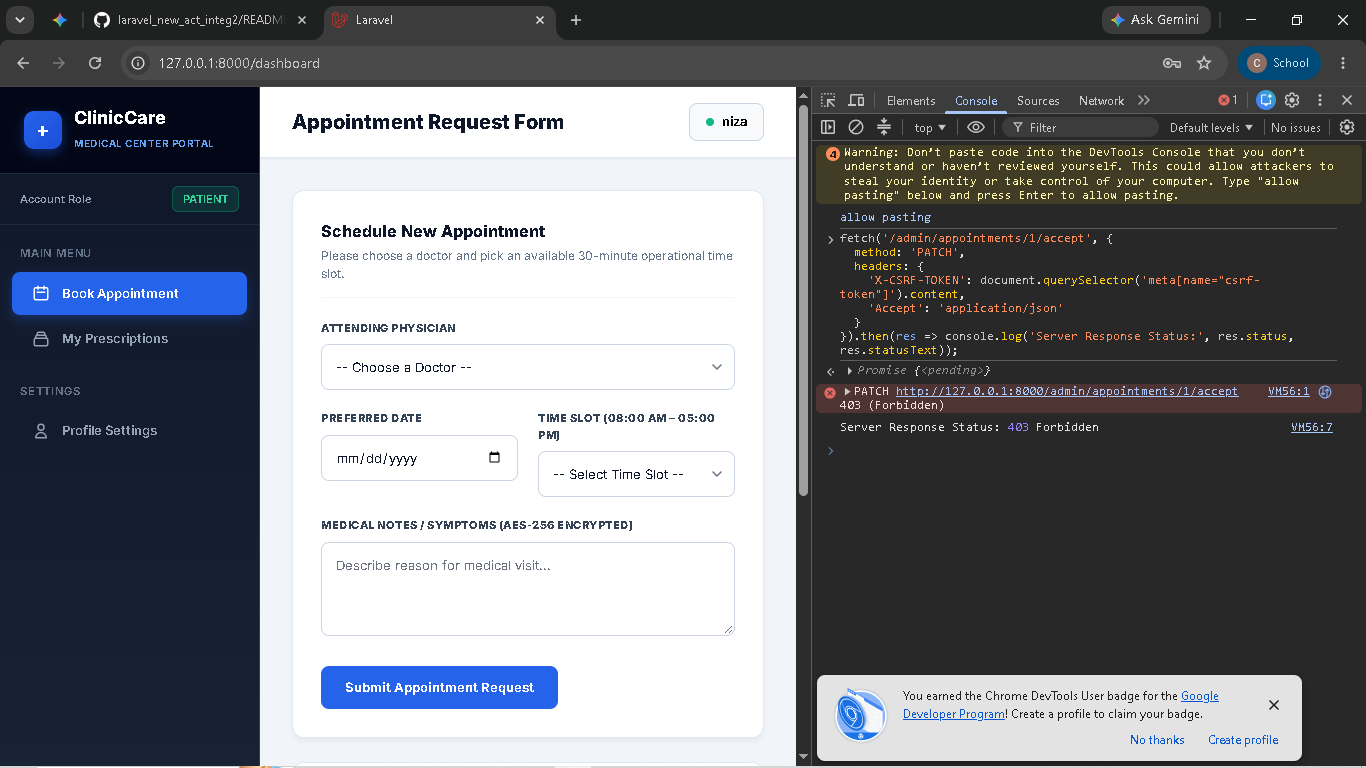 laravel_new_act_integ2/README
Laravel
Ask Gemini
127.0.0.1:8000/dashboard
C School
+ ClinicCare
MEDICAL CENTER PORTAL
Account Role PATIENT
MAIN MENU
Book Appointment
My Prescriptions
SETTINGS
Profile Settings
Appointment Request Form
niza
Schedule New Appointment
Please choose a doctor and pick an available 30-minute operational time
slot.
ATTENDING PHYSICIAN
-- Choose a Doctor --
PREFERRED DATE
mm/dd/yyyy
TIME SLOT (08:00 AM – 05:00
PM)
-- Select Time Slot --
MEDICAL NOTES / SYMPTOMS (AES-256 ENCRYPTED)
Describe reason for medical visit...
Submit Appointment Request
Elements Console Sources Network 1
top Filter Default levels No issues
4 Warning: Don't paste code into the DevTools Console that you don't
understand or haven't reviewed yourself. This could allow attackers to
steal your identity or take control of your computer. Type "allow
pasting" below and press Enter to allow pasting.
allow pasting
fetch('/admin/appointments/1/accept', {
method: 'PATCH',
headers: {
'X-CSRF-TOKEN': document.querySelector('meta[name="csrf-
token"]').content,
'Accept': 'application/json'
}
}).then(res => console.log('Server Response Status:', res.status,
res.statusText));
Promise {<pending>}
PATCH http://127.0.0.1:8000/admin/appointments/1/accept VM56:1
403 (Forbidden)
Server Response Status: 403 Forbidden VM56:7
You earned the Chrome DevTools User badge for the Google
Developer Program! Create a profile to claim your badge.
No thanks Create profile